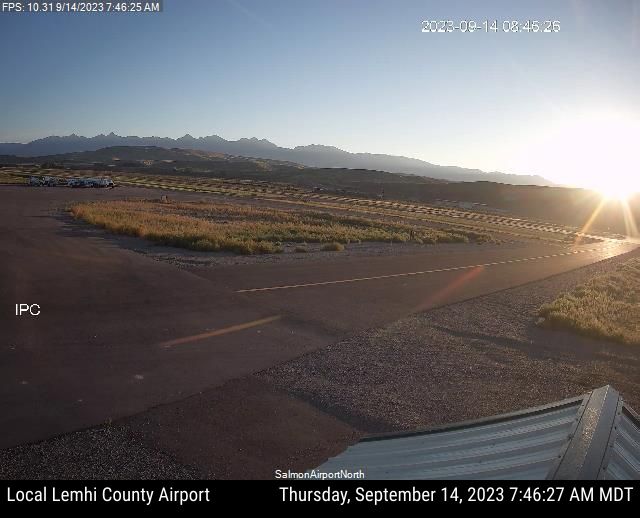 FPS: 10.31 9/14/2023 7:46:25 AM
2023-09-14 08:46:26
IPC
SalmonAirportNorth
Local Lemhi County Airport
Thursday, September 14, 2023 7:46:27 AM MDT